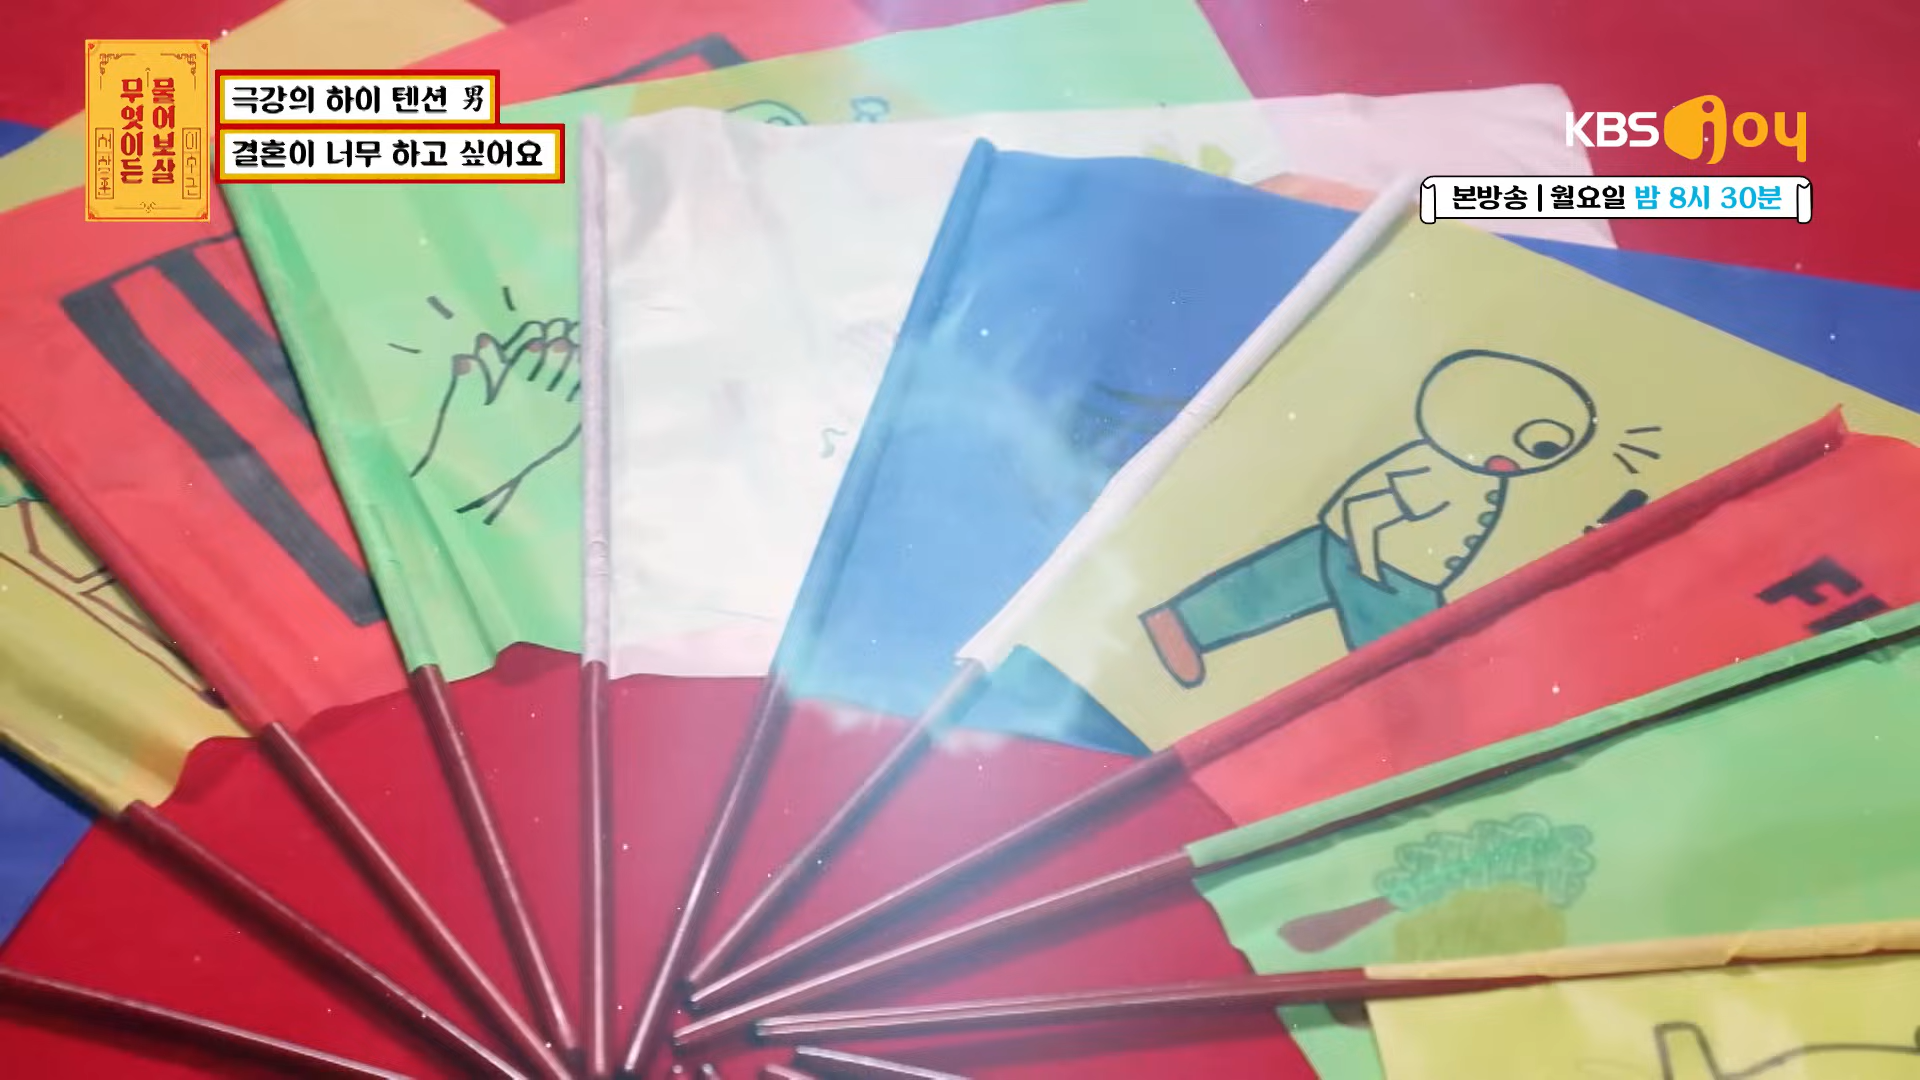 무엇이든
물어보살
서장훈
이수근
극강의 하이 텐션 男
결혼이 너무 하고 싶어요
KBS joy
본방송 | 월요일 밤 8시 30분